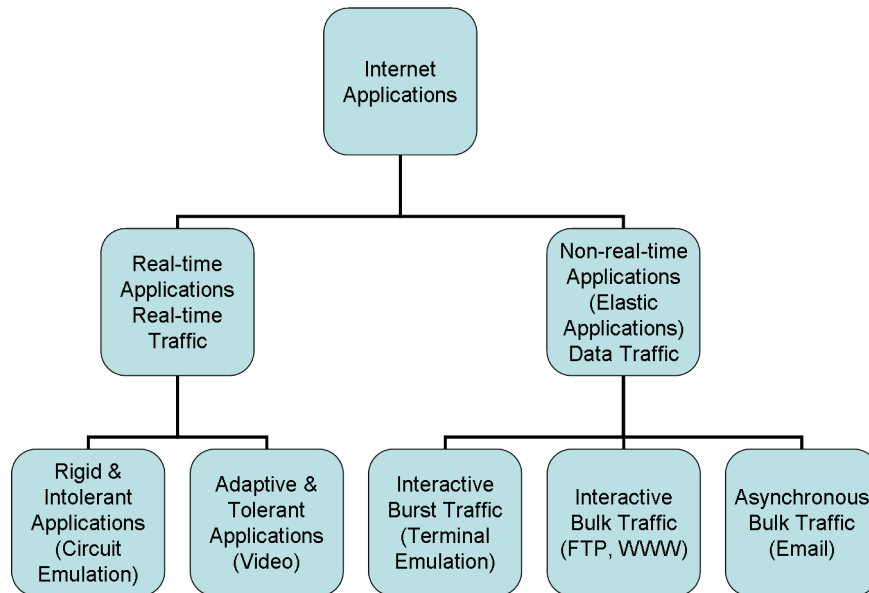 Internet
Applications
Real-time
Applications
Real-time
Traffic
Non-real-time
Applications
(Elastic
Applications)
Data Traffic
Rigid &
Intolerant
Applications
(Circuit
Emulation)
Adaptive &
Tolerant
Applications
(Video)
Interactive
Burst Traffic
(Terminal
Emulation)
Interactive
Bulk Traffic
(FTP, WWW)
Asynchronous
Bulk Traffic
(Email)